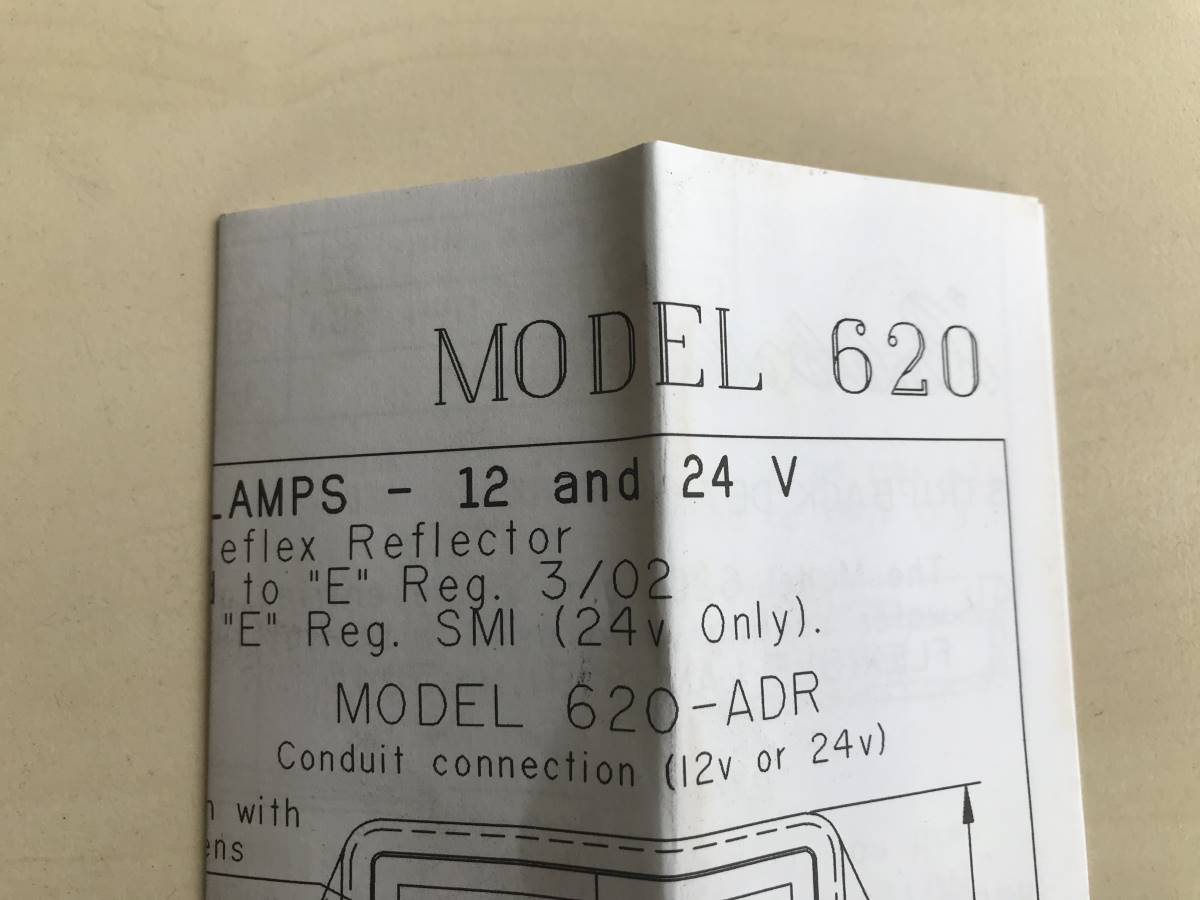 MODEL 620
LAMPS - 12 and 24 V
eflex Reflector
to "E" Reg. 3/02
"E" Reg. SMI (24v Only).
MODEL 620-ADR
Conduit connection (12v or 24v)
with
ens